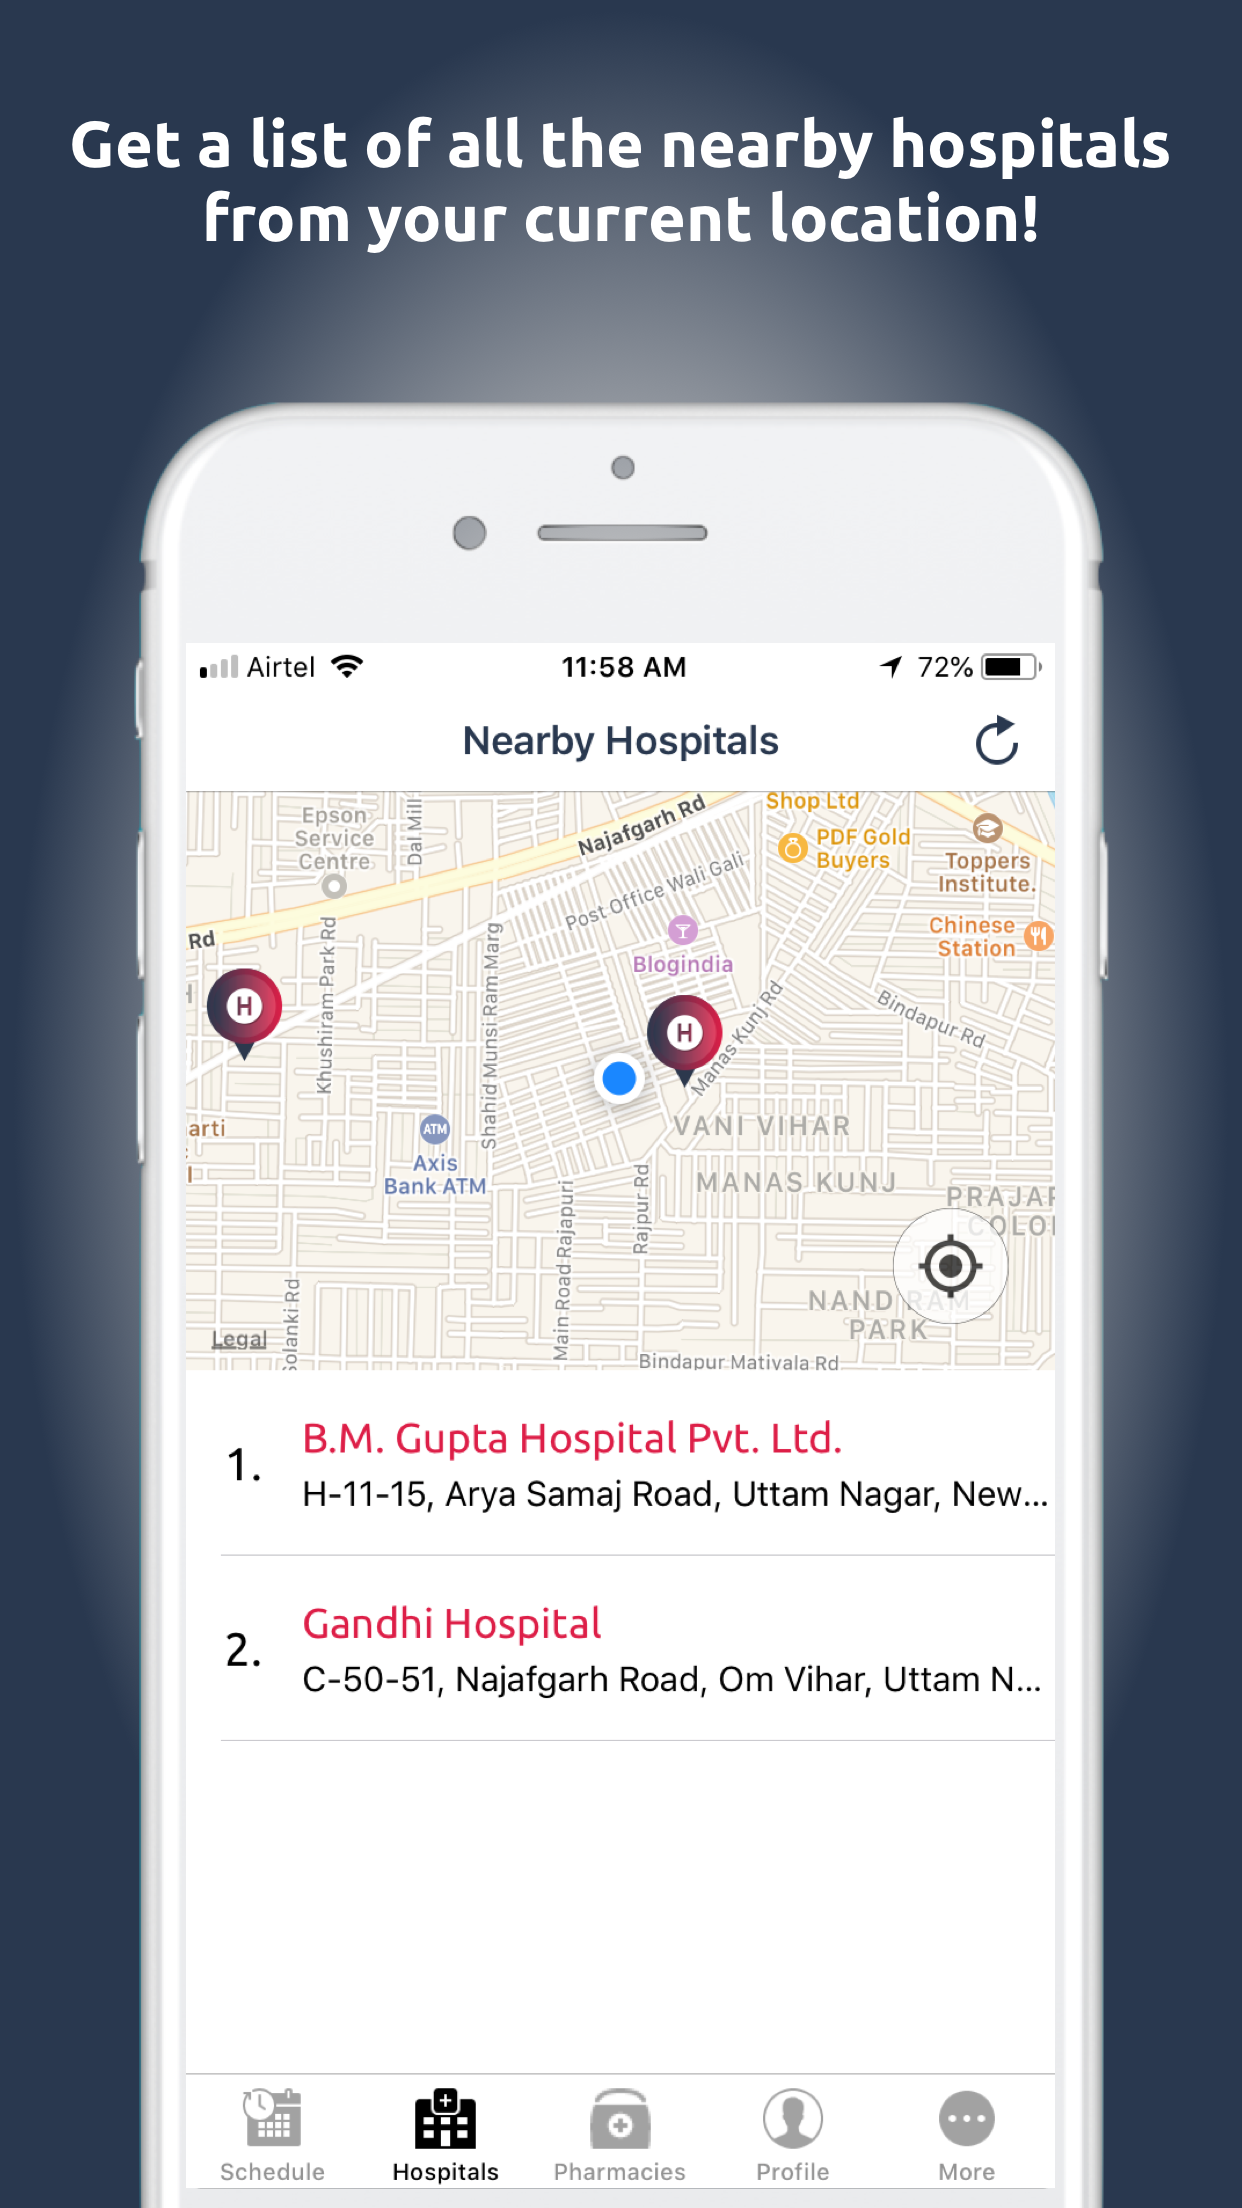 Get a list of all the nearby hospitals
from your current location!
Airtel
11:58 AM
72%
Nearby Hospitals
Epson
Service
Centre
Dal Mill
Najafgarh Rd
Shop Ltd
PDF Gold
Buyers
Toppers
Institute.
Post Office Wali Gali
Chinese
Station
Rd
Blogindia
Khushiram Park Rd
Shahid Munsi Ram Marg
H
H
Manas Kunj Rd
Bindapur Rd
arti
ATM
Axis
Bank ATM
VANI VIHAR
MANAS KUNJ
Rajpur Rd
Main Road Rajapuri
PRAJAP
COLO
NAND RAM
PARK
Solanki Rd
Legal
Bindapur Mativala Rd
1.
B.M. Gupta Hospital Pvt. Ltd.
H-11-15, Arya Samaj Road, Uttam Nagar, New...
2.
Gandhi Hospital
C-50-51, Najafgarh Road, Om Vihar, Uttam N...
Schedule
Hospitals
Pharmacies
Profile
More